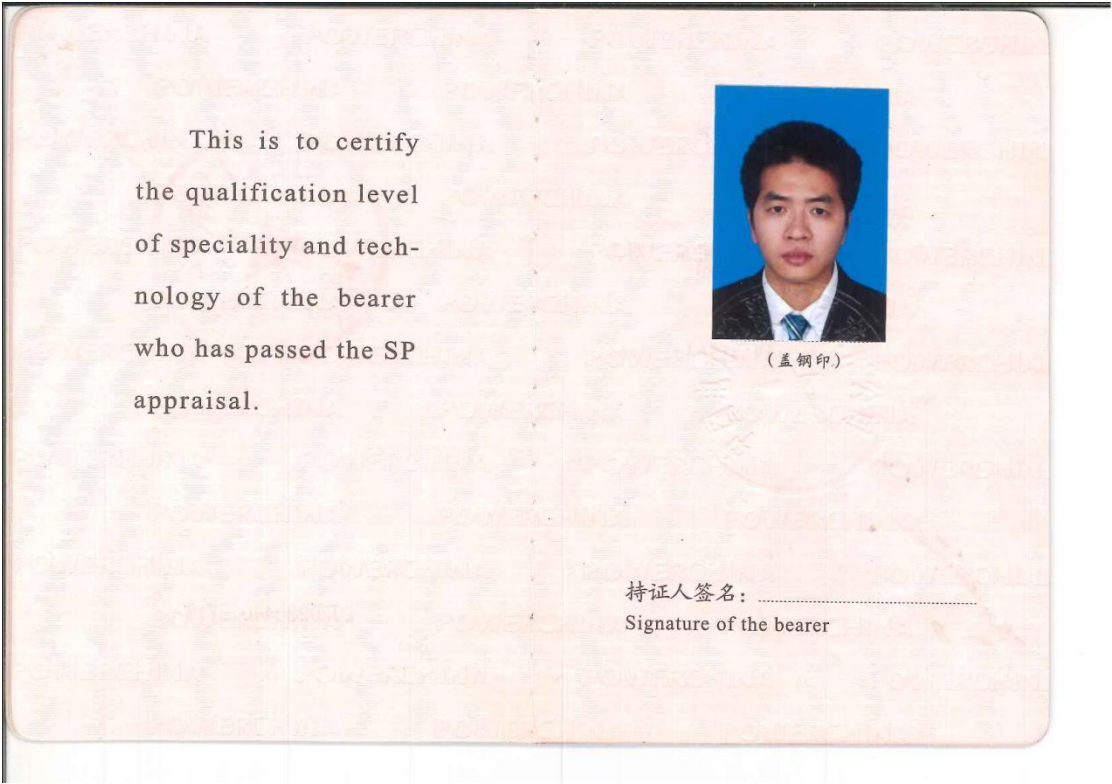 This is to certify
the qualification level
of speciality and tech-
nology of the bearer
who has passed the SP
appraisal.
(盖钢印)
持证人签名:
Signature of the bearer